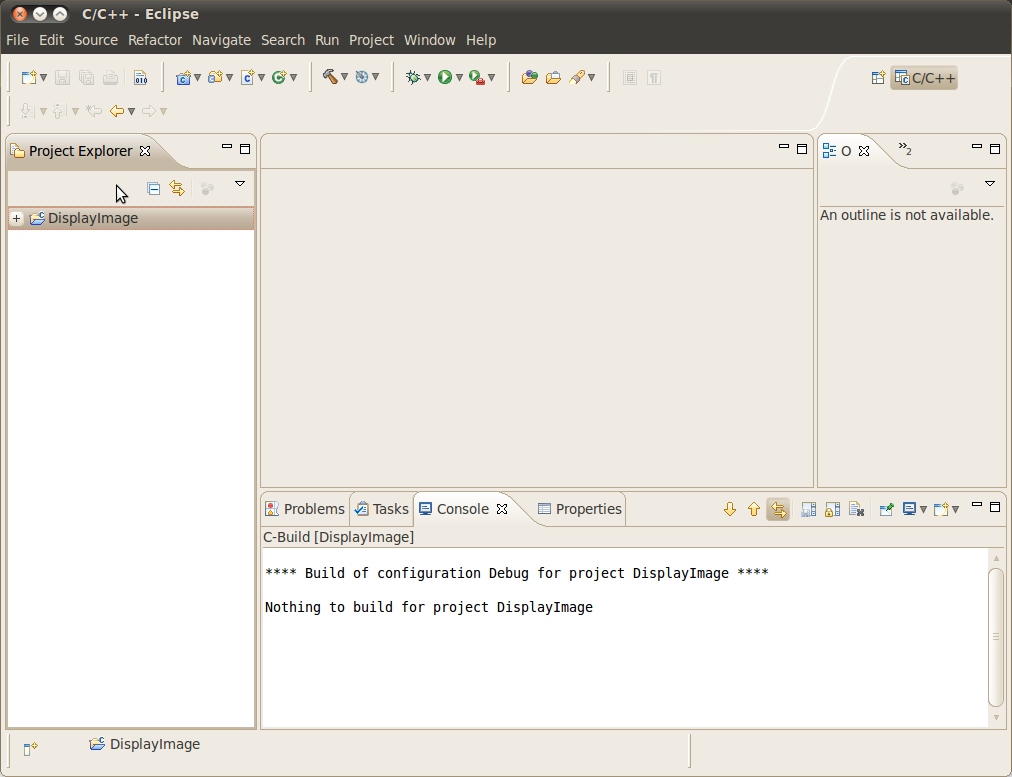 C/C++ - Eclipse
File Edit Source Refactor Navigate Search Run Project Window Help
C/C++
Project Explorer
O
2
DisplayImage
An outline is not available.
Problems Tasks Console Properties
C-Build [DisplayImage]
**** Build of configuration Debug for project DisplayImage ****
Nothing to build for project DisplayImage
DisplayImage